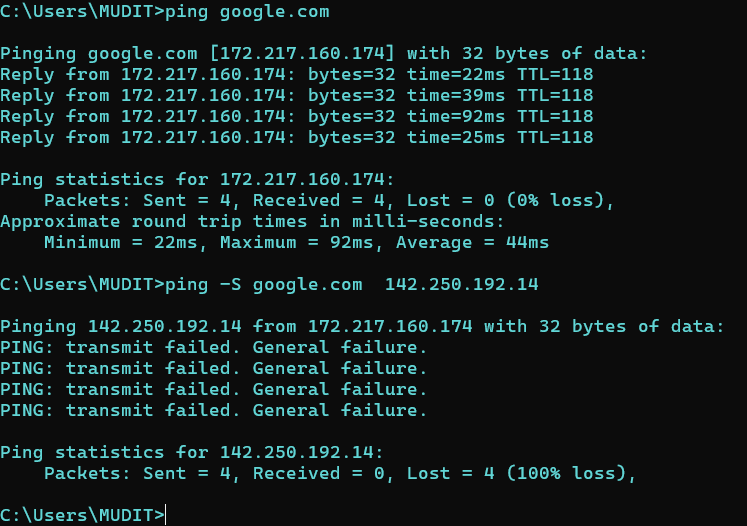 C:\Users\MUDIT>ping google.com
Pinging google.com [172.217.160.174] with 32 bytes of data:
Reply from 172.217.160.174: bytes=32 time=22ms TTL=118
Reply from 172.217.160.174: bytes=32 time=39ms TTL=118
Reply from 172.217.160.174: bytes=32 time=92ms TTL=118
Reply from 172.217.160.174: bytes=32 time=25ms TTL=118
Ping statistics for 172.217.160.174:
    Packets: Sent = 4, Received = 4, Lost = 0 (0% loss),
Approximate round trip times in milli-seconds:
    Minimum = 22ms, Maximum = 92ms, Average = 44ms
C:\Users\MUDIT>ping -S google.com  142.250.192.14
Pinging 142.250.192.14 from 172.217.160.174 with 32 bytes of data:
PING: transmit failed. General failure.
PING: transmit failed. General failure.
PING: transmit failed. General failure.
PING: transmit failed. General failure.
Ping statistics for 142.250.192.14:
    Packets: Sent = 4, Received = 0, Lost = 4 (100% loss),
C:\Users\MUDIT>